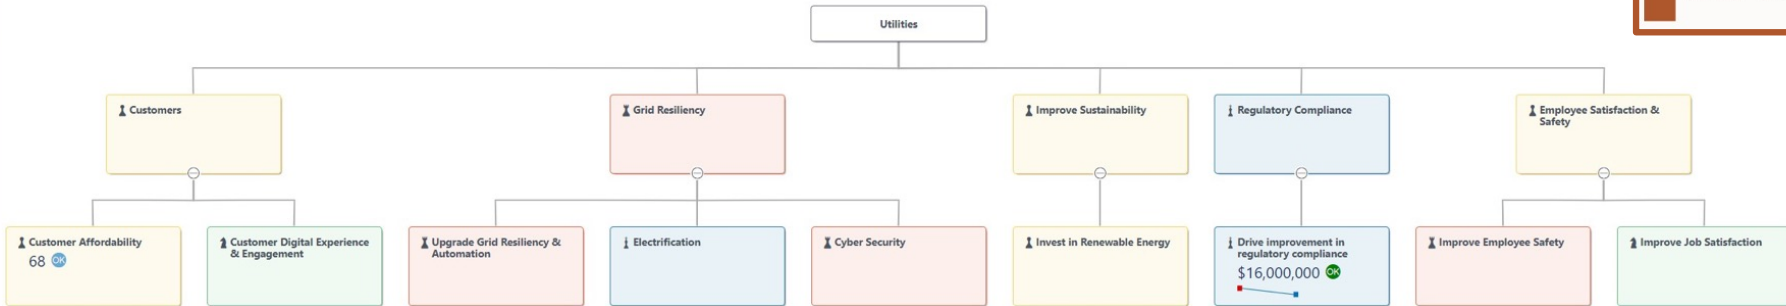 Utilities
Customers
Grid Resiliency
Improve Sustainability
Regulatory Compliance
Employee Satisfaction &
Safety
Customer Affordability
68 OK
Customer Digital Experience
& Engagement
Upgrade Grid Resiliency &
Automation
Electrification
Cyber Security
Invest in Renewable Energy
Drive improvement in
regulatory compliance
$16,000,000 OK
Improve Employee Safety
Improve Job Satisfaction